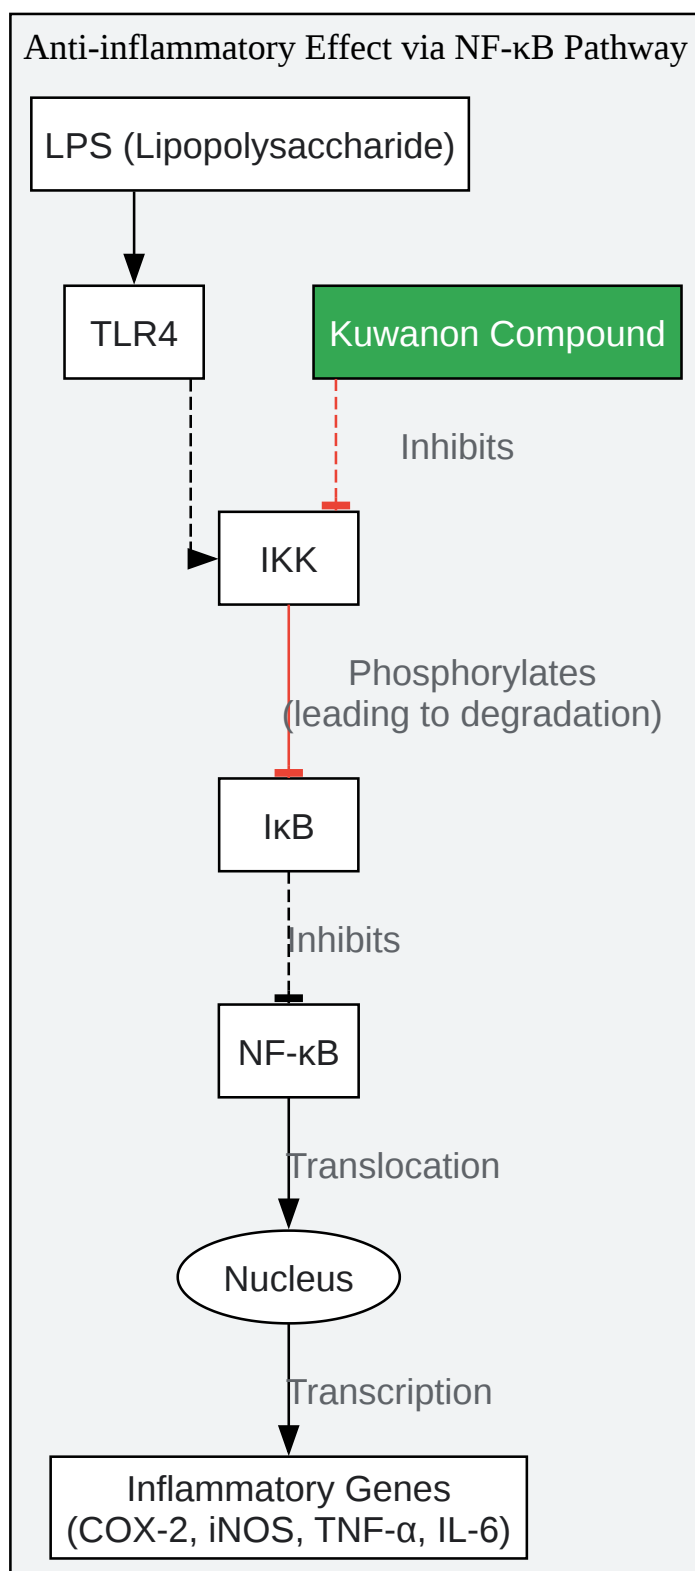 Anti-inflammatory Effect via NF-κB Pathway
LPS (Lipopolysaccharide)
TLR4
Kuwanon Compound
Inhibits
IKK
Phosphorylates
(leading to degradation)
IκB
Inhibits
NF-κB
Translocation
Nucleus
Transcription
Inflammatory Genes
(COX-2, iNOS, TNF-α, IL-6)